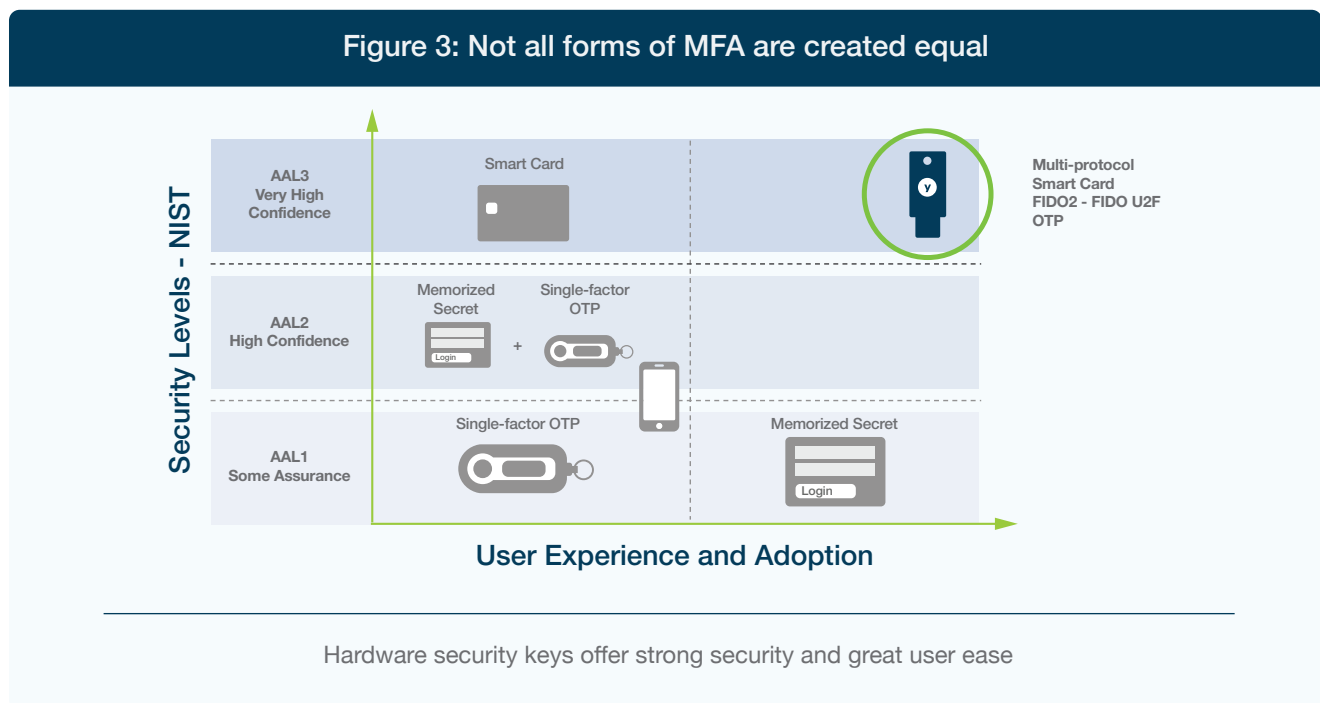 Figure 3: Not all forms of MFA are created equal
Security Levels - NIST
AAL3
Very High
Confidence
Smart Card
y
Multi-protocol
Smart Card
FIDO2 - FIDO U2F
OTP
AAL2
High Confidence
Memorized
Secret
Login
+
Single-factor
OTP
AAL1
Some Assurance
Single-factor OTP
Memorized Secret
Login
User Experience and Adoption
Hardware security keys offer strong security and great user ease